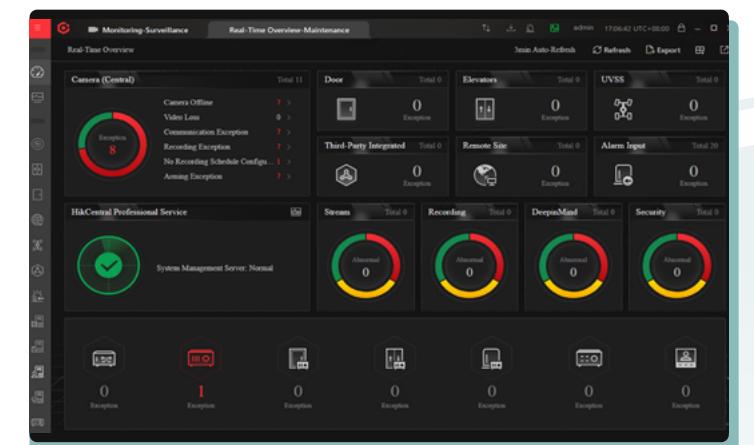 Monitoring-Surveillance
Real-Time Overview-Maintenance
admin 17:06:42 UTC+08:00
Real-Time Overview
3min Auto-Refresh Refresh Export
Camera (Central) Total 11
Exception
8
Camera Offline 7 >
Video Loss 0 >
Communication Exception 7 >
Recording Exception 7 >
No Recording Schedule Configu... 1 >
Arming Exception 7 >
Door Total 0
0
Exception
Elevators Total 0
0
Exception
UVSS Total 0
0
Exception
Third-Party Integrated Total 0
0
Exception
Remote Site Total 0
0
Exception
Alarm Input Total 20
0
Exception
HikCentral Professional Service
System Management Server: Normal
Stream Total 0
Abnormal
0
Recording Total 0
Abnormal
0
DeepinMind Total 0
Abnormal
0
Security Total 0
Abnormal
0
0
Exception
1
Exception
0
Exception
0
Exception
0
Exception
0
Exception
0
Exception